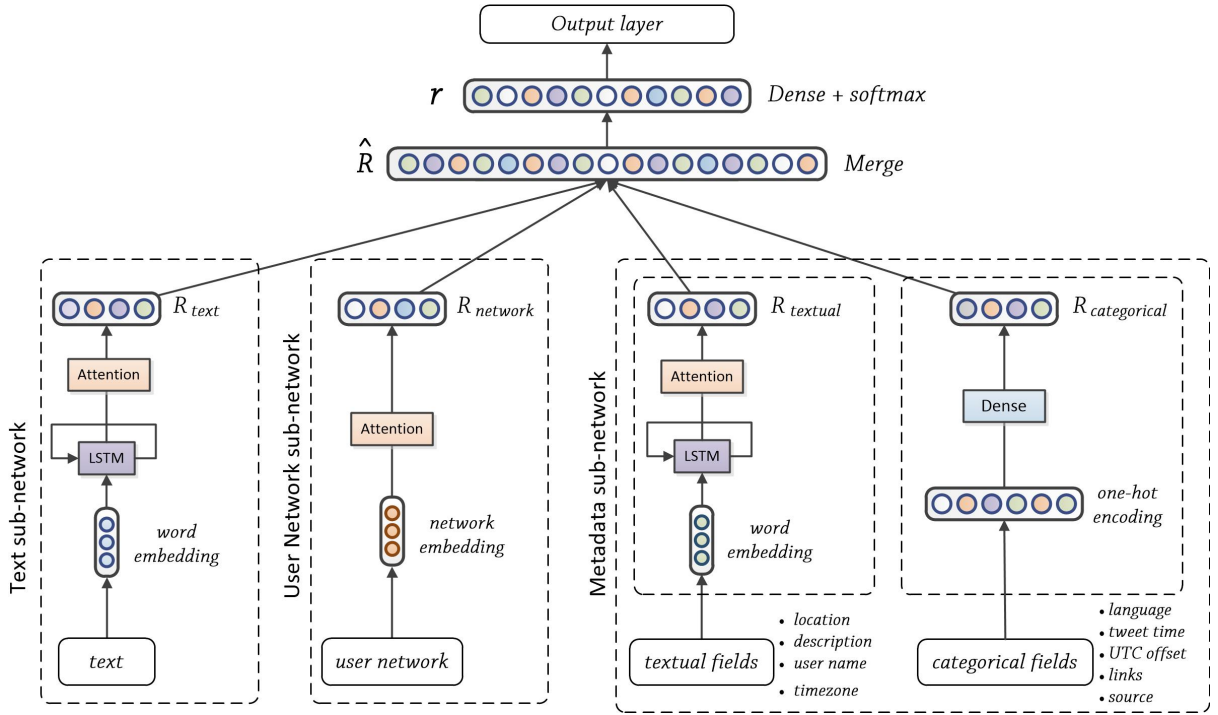 Output layer
r
Dense + softmax
R̂
Merge
Text sub-network
R text
Attention
LSTM
word
embedding
text
User Network sub-network
R network
Attention
network
embedding
user network
Metadata sub-network
R textual
Attention
LSTM
word
embedding
textual fields
• location
• description
• user name
• timezone
R categorical
Dense
one-hot
encoding
categorical fields
• language
• tweet time
• UTC offset
• links
• source